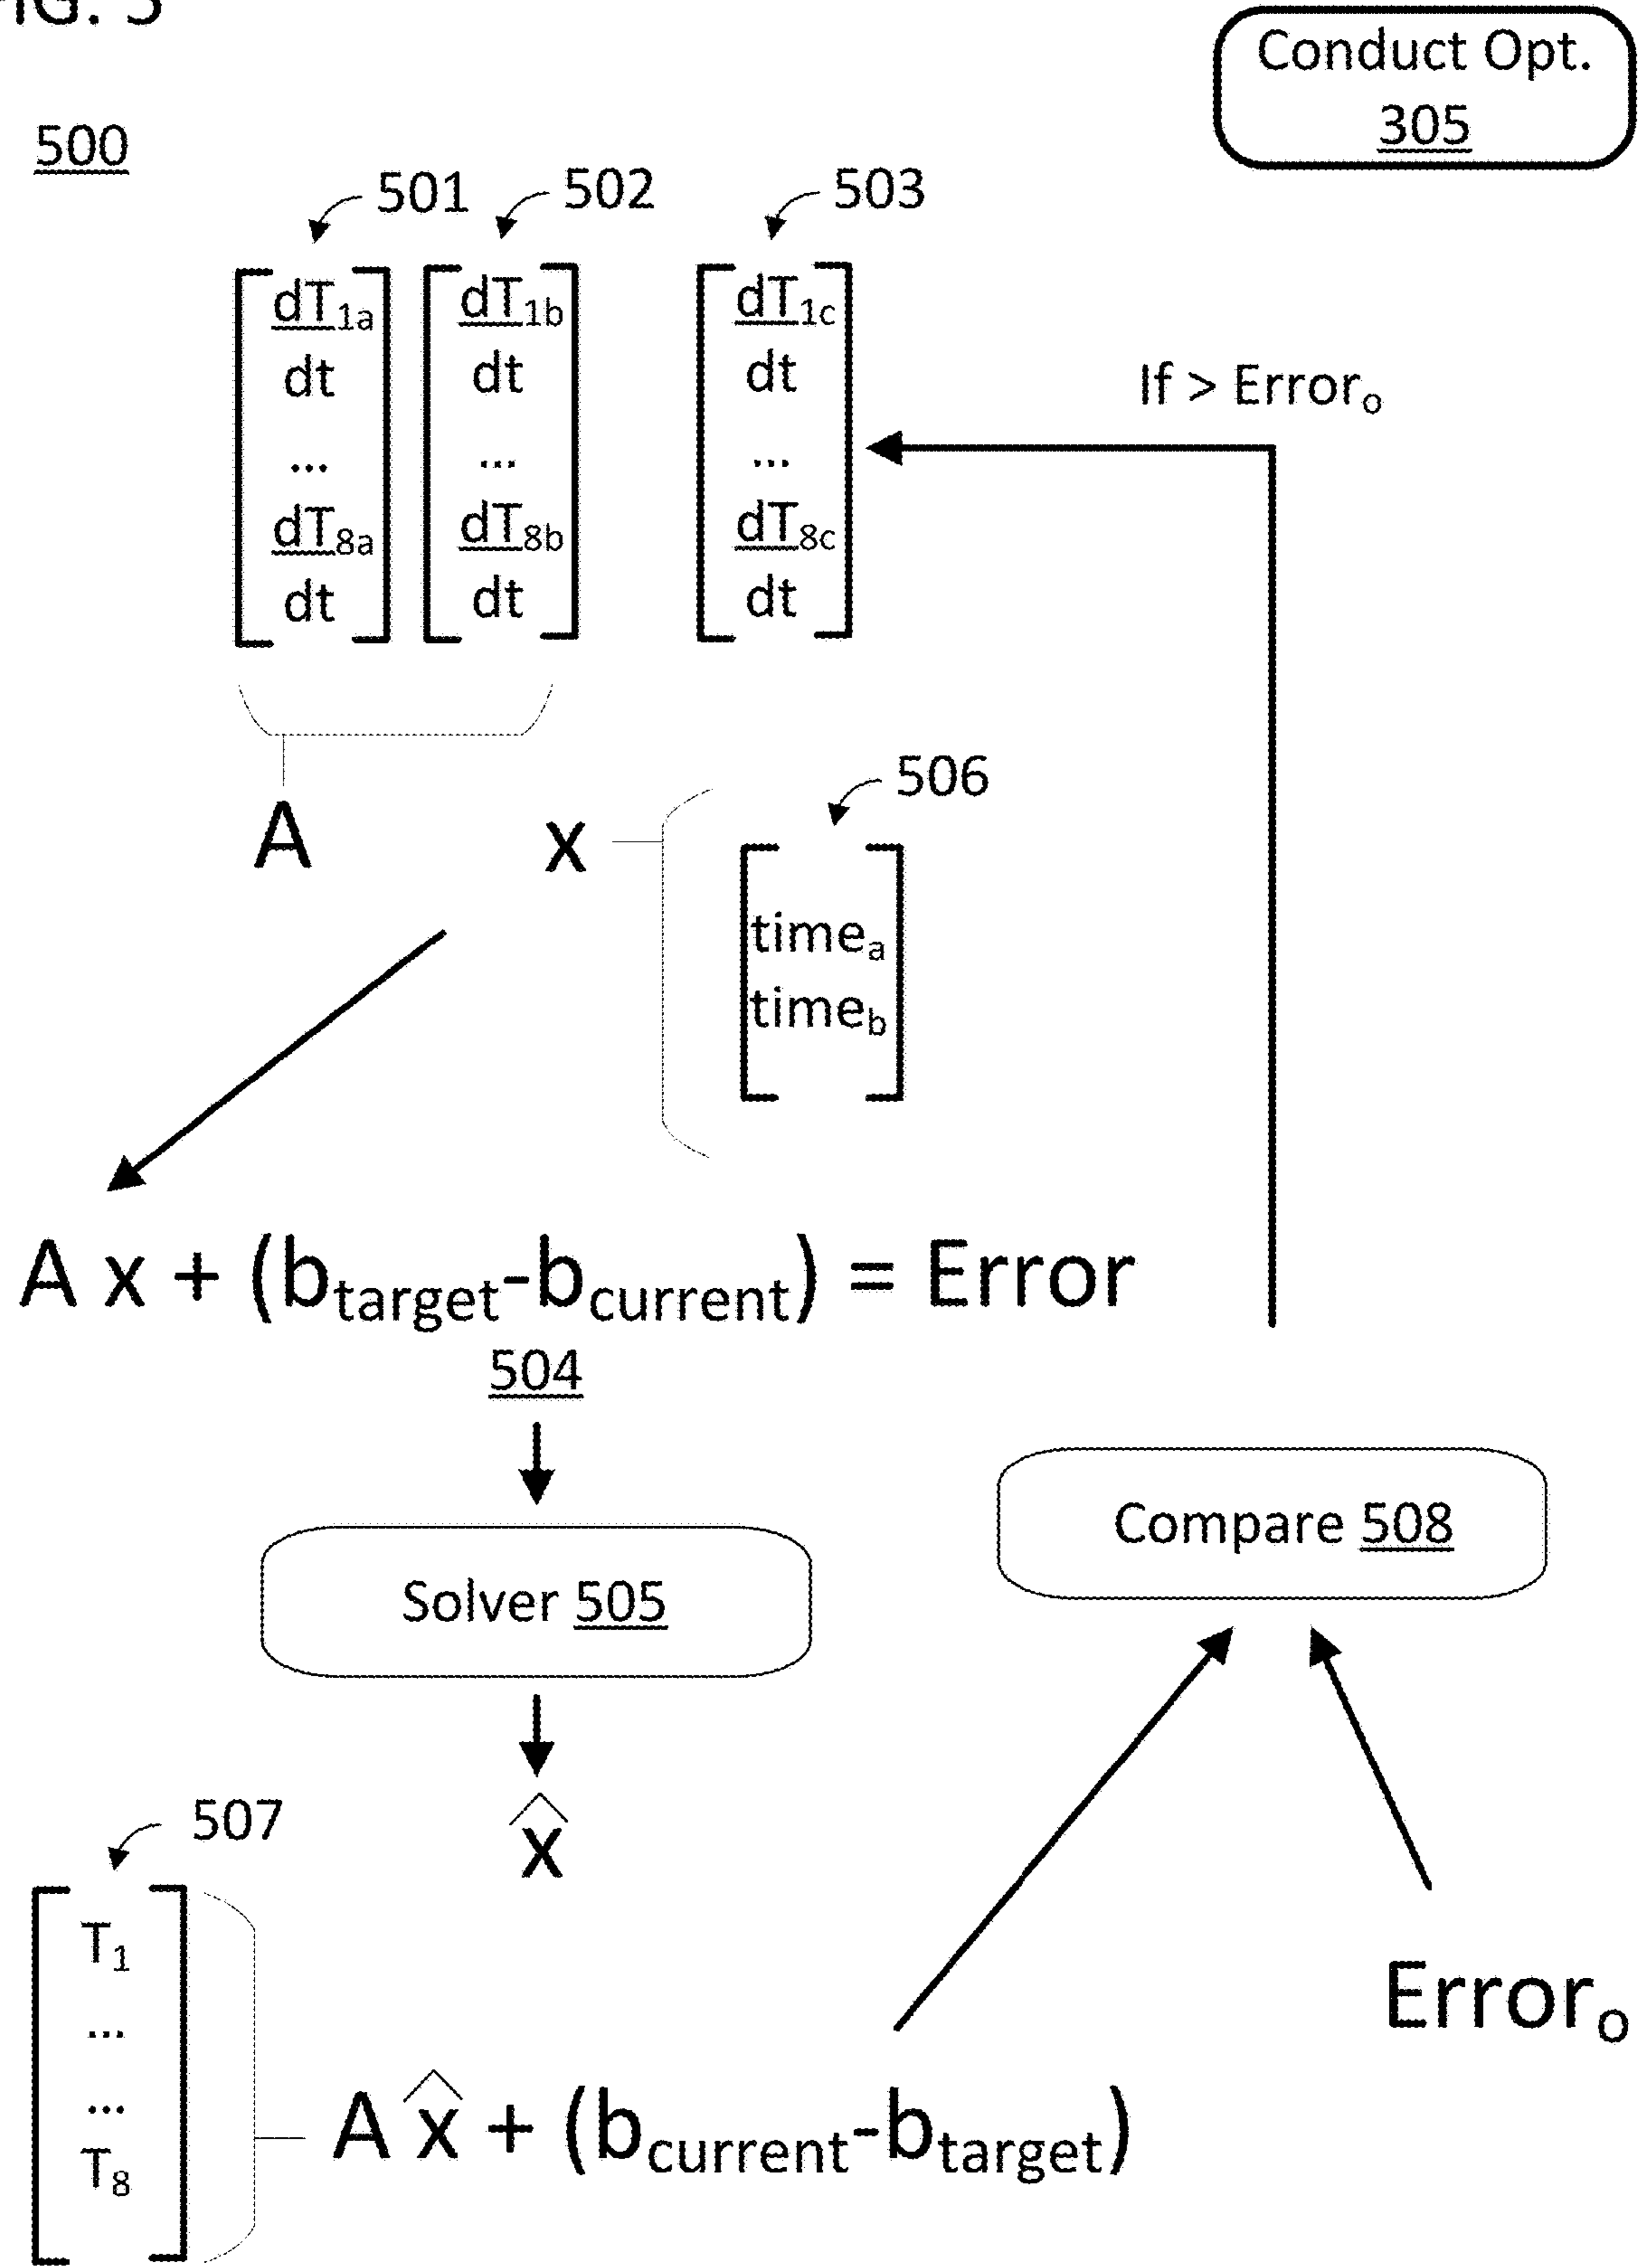 FIG. 5
Conduct Opt.
305
500
501
502
503
dT1a
dt
...
dT8a
dt
dT1b
dt
...
dT8b
dt
dT1c
dt
...
dT8c
dt
If > Erroro
A
x
506
timea
timeb
A x + (btarget-bcurrent) = Error
504
Solver 505
Compare 508
x̂
507
T1
...
...
T8
A x̂ + (bcurrent-btarget)
Erroro